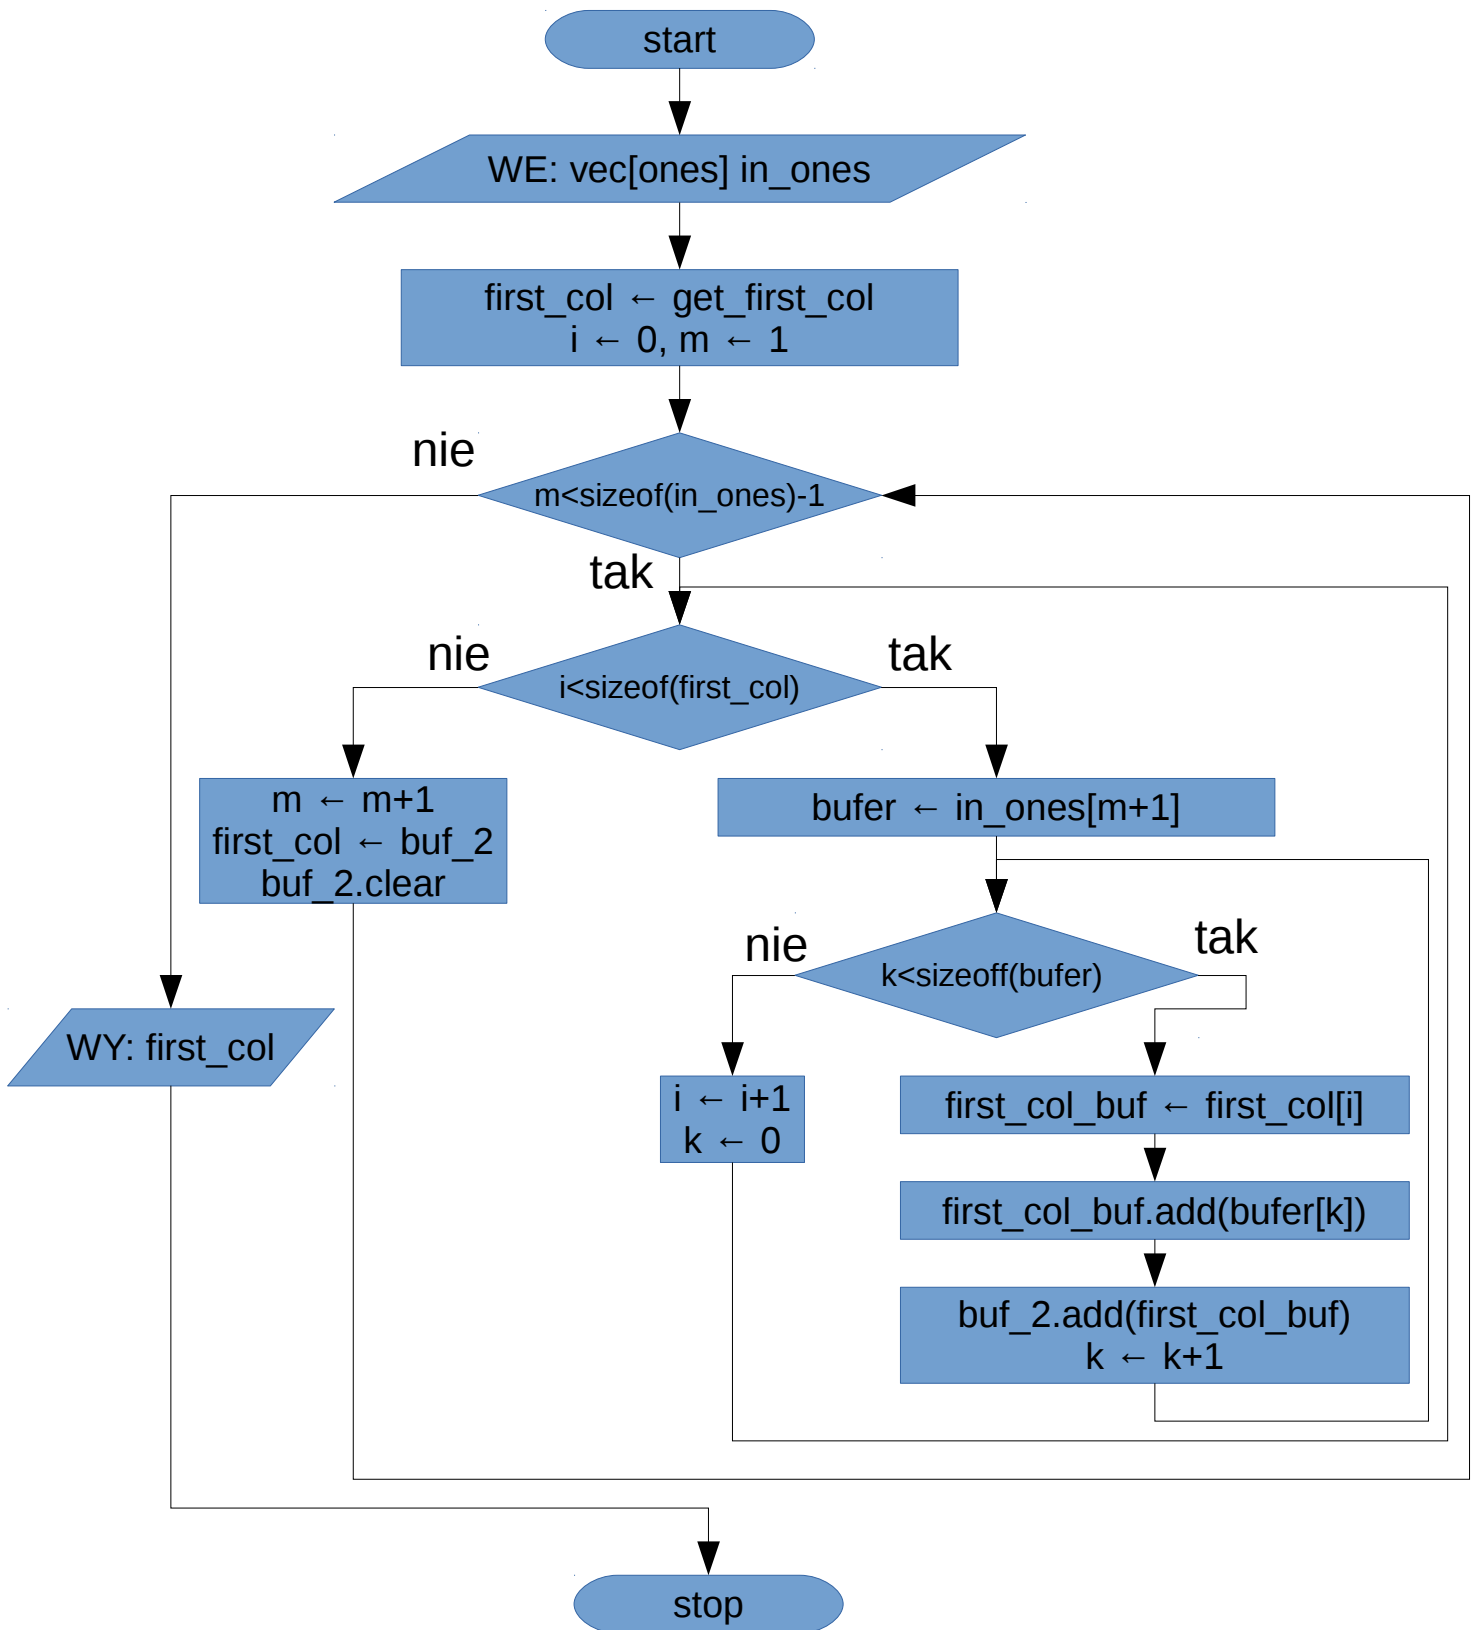 start
WE: vec[ones] in_ones
first_col ← get_first_col
i ← 0, m ← 1
nie
m<sizeof(in_ones)-1
tak
nie
tak
i<sizeof(first_col)
m ← m+1
first_col ← buf_2
buf_2.clear
bufer ← in_ones[m+1]
nie
tak
k<sizeoff(bufer)
WY: first_col
i ← i+1
k ← 0
first_col_buf ← first_col[i]
first_col_buf.add(bufer[k])
buf_2.add(first_col_buf)
k ← k+1
stop